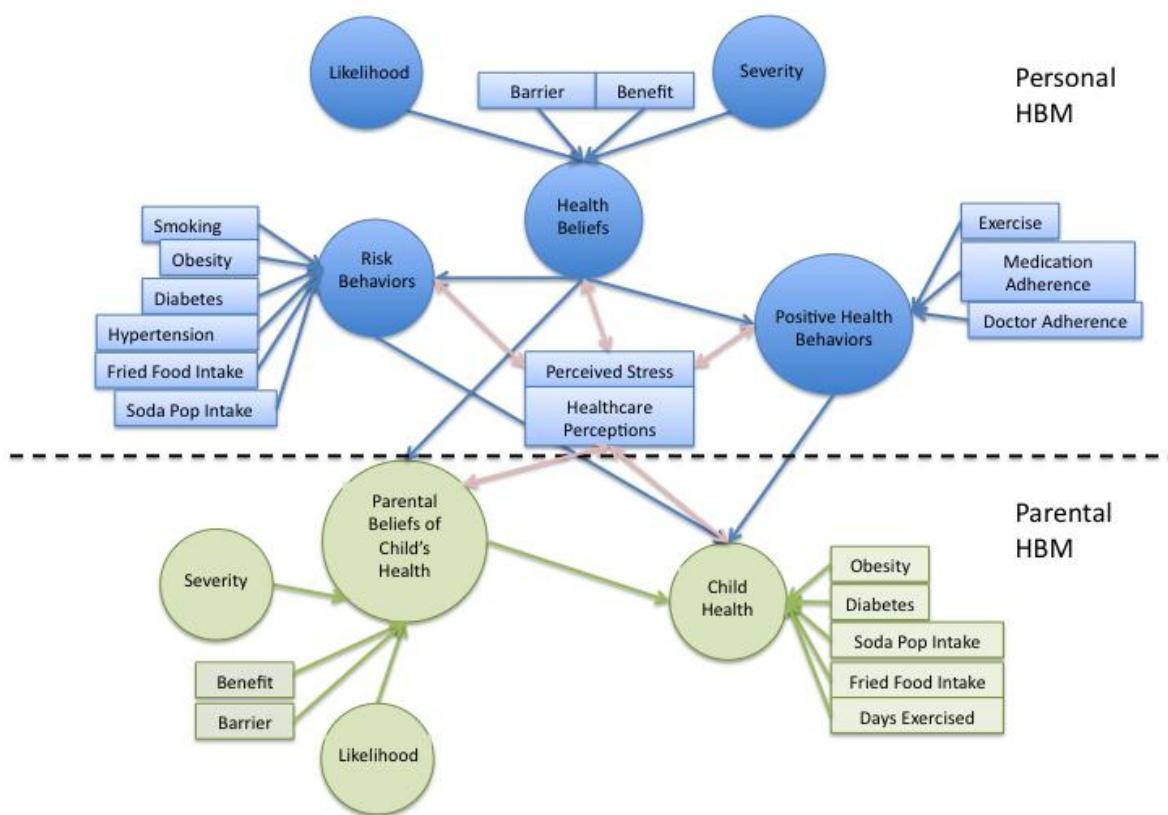 Likelihood
Barrier
Benefit
Severity
Personal
HBM
Health
Beliefs
Smoking
Obesity
Diabetes
Hypertension
Fried Food Intake
Soda Pop Intake
Risk
Behaviors
Exercise
Medication
Adherence
Doctor Adherence
Positive Health
Behaviors
Perceived Stress
Healthcare
Perceptions
Parental
HBM
Parental
Beliefs of
Child's
Health
Severity
Benefit
Barrier
Likelihood
Child
Health
Obesity
Diabetes
Soda Pop Intake
Fried Food Intake
Days Exercised